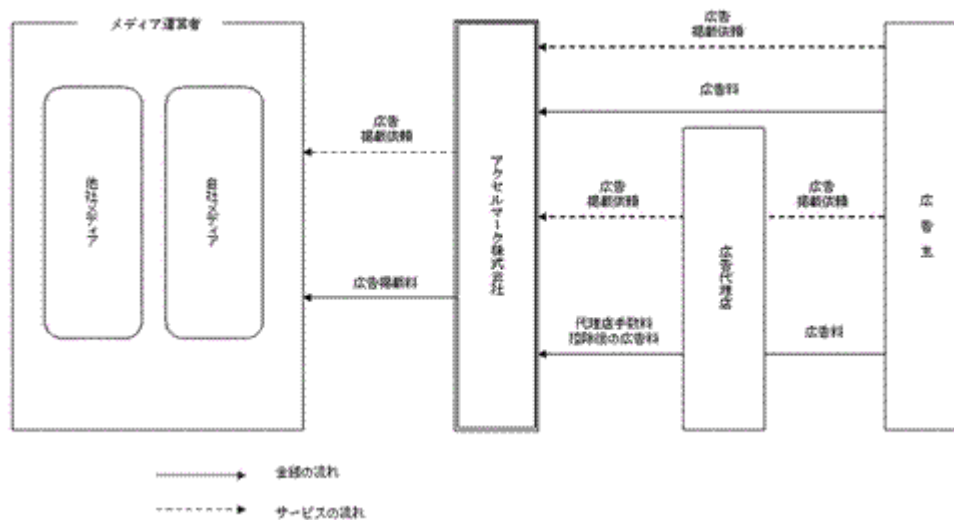 メディア運営者
他社メディア
自社メディア
広告
掲載依頼
広告掲載料
アクセルマーク株式会社
広告
掲載依頼
広告料
広告
掲載依頼
代理店手数料
控除後の広告料
広告代理店
広告
掲載依頼
広告料
広告主
金銭の流れ
サービスの流れ